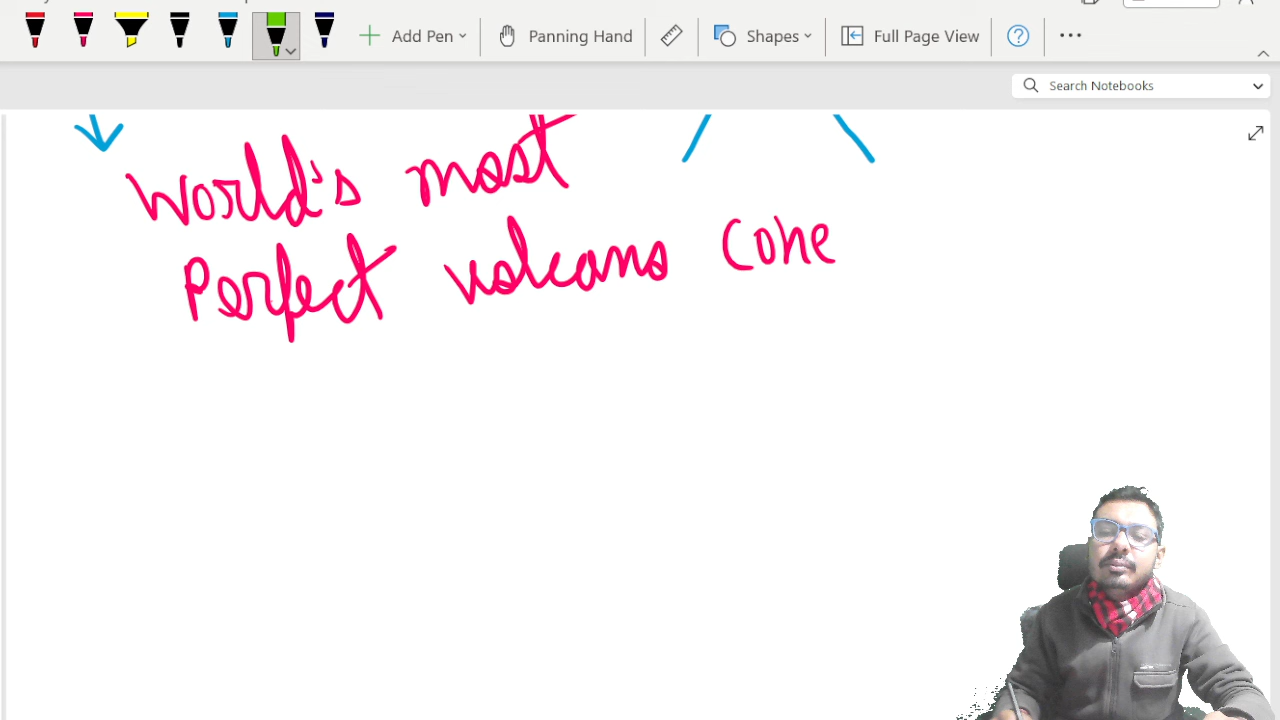 Add Pen
Panning Hand
Shapes
Full Page View
Search Notebooks
World's most
Perfect volcano Cone